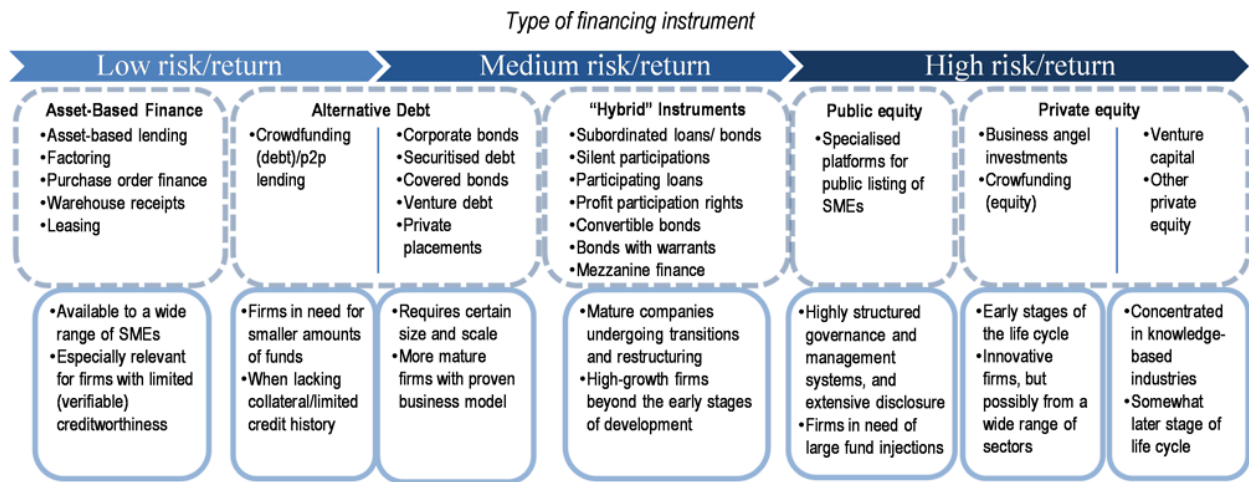 Type of financing instrument
Low risk/return
Medium risk/return
High risk/return
Asset-Based Finance
•Asset-based lending
•Factoring
•Purchase order finance
•Warehouse receipts
•Leasing
Alternative Debt
•Crowdfunding
(debt)/p2p
lending
•Corporate bonds
•Securitised debt
•Covered bonds
•Venture debt
•Private
placements
“Hybrid” Instruments
•Subordinated loans/ bonds
•Silent participations
•Participating loans
•Profit participation rights
•Convertible bonds
•Bonds with warrants
•Mezzanine finance
Public equity
•Specialised
platforms for
public listing of
SMEs
Private equity
•Business angel
investments
•Crowfunding
(equity)
•Venture
capital
•Other
private
equity
•Available to a wide
range of SMEs
•Especially relevant
for firms with limited
(verifiable)
creditworthiness
•Firms in need for
smaller amounts
of funds
•When lacking
collateral/limited
credit history
•Requires certain
size and scale
•More mature
firms with proven
business model
•Mature companies
undergoing transitions
and restructuring
•High-growth firms
beyond the early stages
of development
•Highly structured
governance and
management
systems, and
extensive disclosure
•Firms in need of
large fund injections
•Early stages of
the life cycle
•Innovative
firms, but
possibly from a
wide range of
sectors
•Concentrated
in knowledge-
based
industries
•Somewhat
later stage of
life cycle